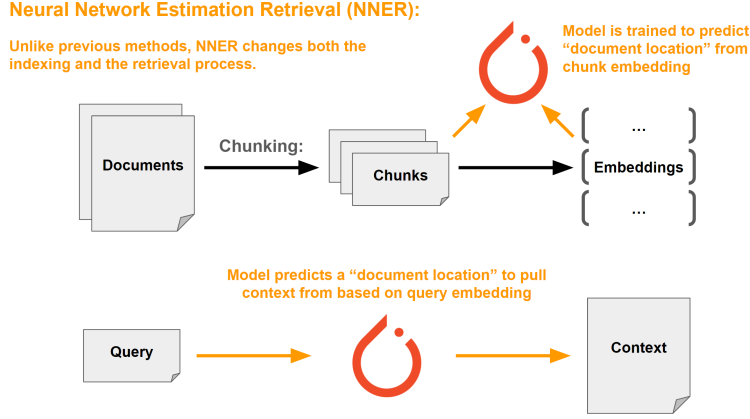 Neural Network Estimation Retrieval (NNER):
Unlike previous methods, NNER changes both the
indexing and the retrieval process.
Model is trained to predict
“document location” from
chunk embedding
Chunking:
Documents
Chunks
...
Embeddings
...
Model predicts a “document location” to pull
context from based on query embedding
Query
Context